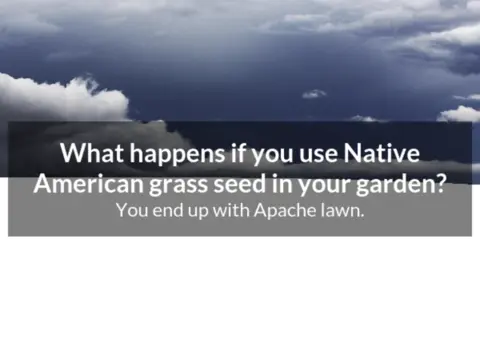 What happens if you use Native
American grass seed in your garden?
You end up with Apache lawn.